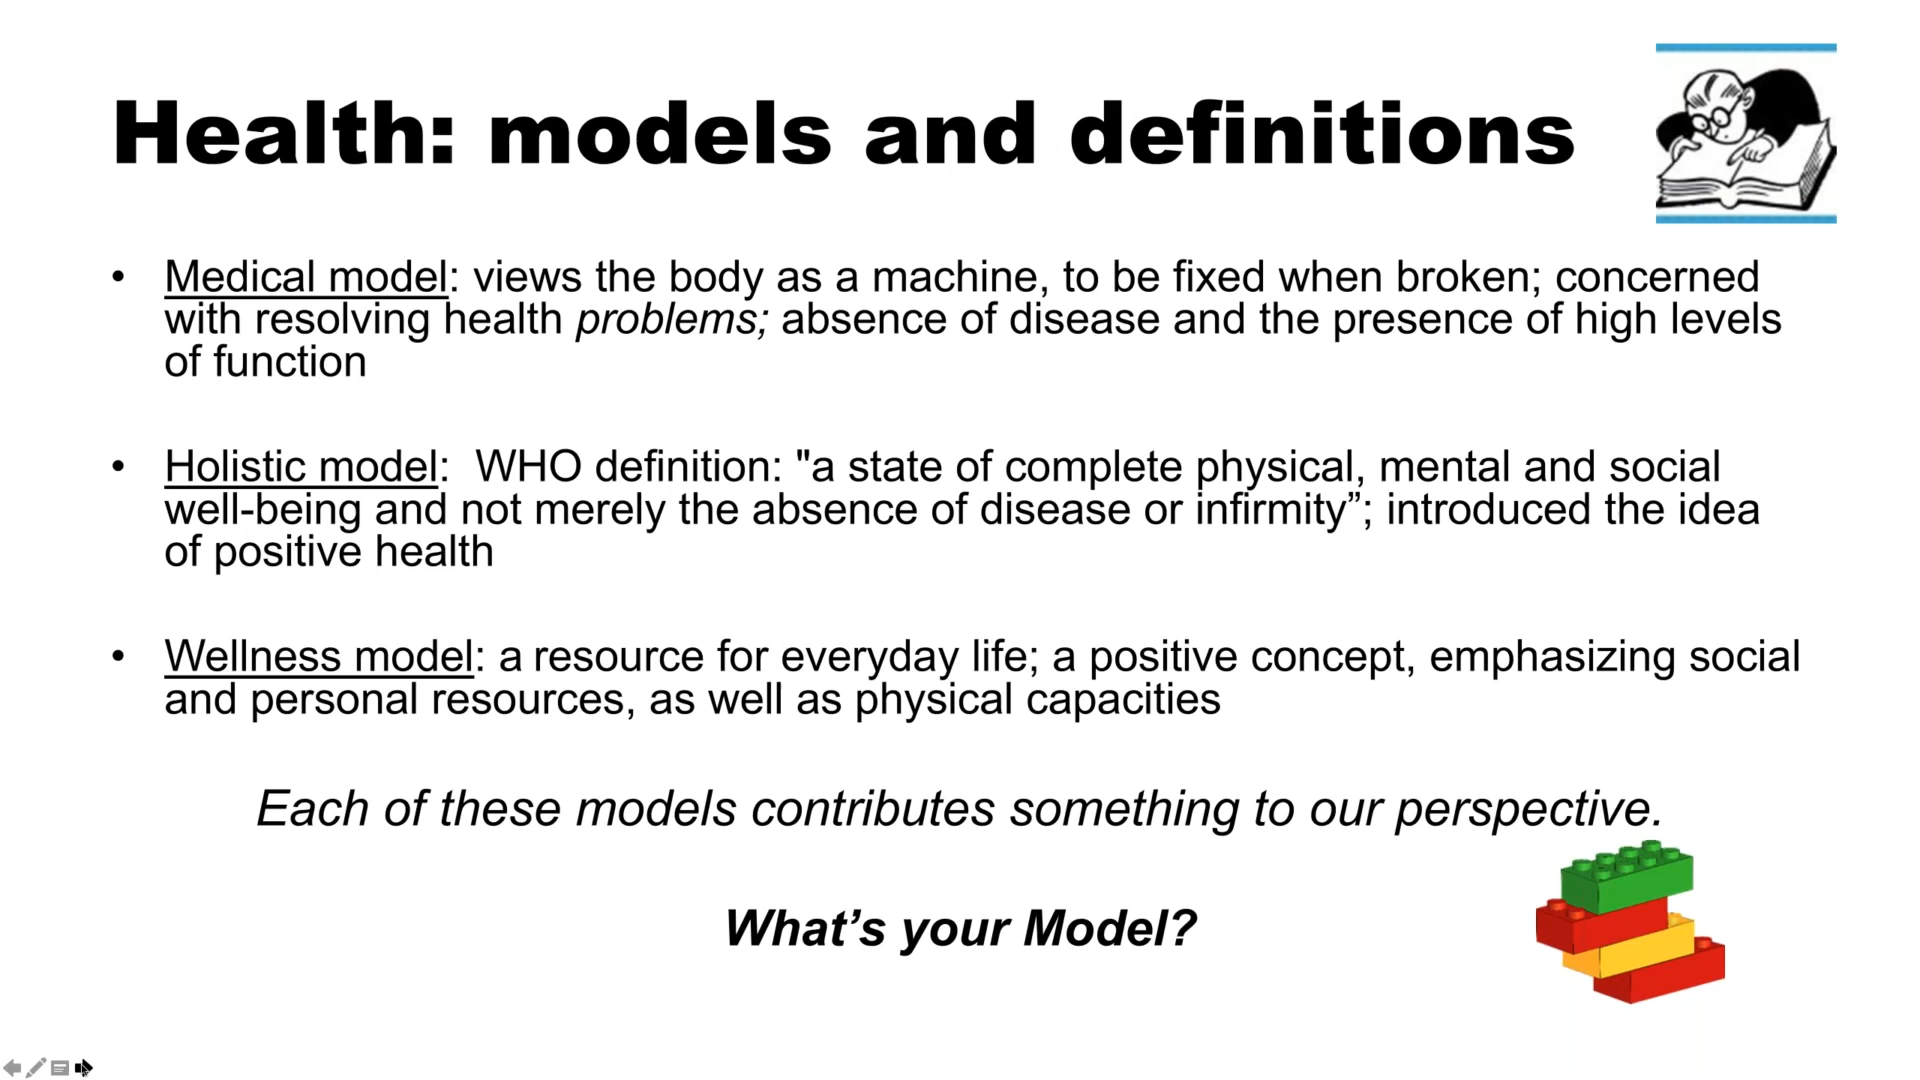 Health: models and definitions
• Medical model: views the body as a machine, to be fixed when broken; concerned
with resolving health problems; absence of disease and the presence of high levels
of function
• Holistic model:  WHO definition: "a state of complete physical, mental and social
well-being and not merely the absence of disease or infirmity”; introduced the idea
of positive health
• Wellness model: a resource for everyday life; a positive concept, emphasizing social
and personal resources, as well as physical capacities
Each of these models contributes something to our perspective.
What’s your Model?